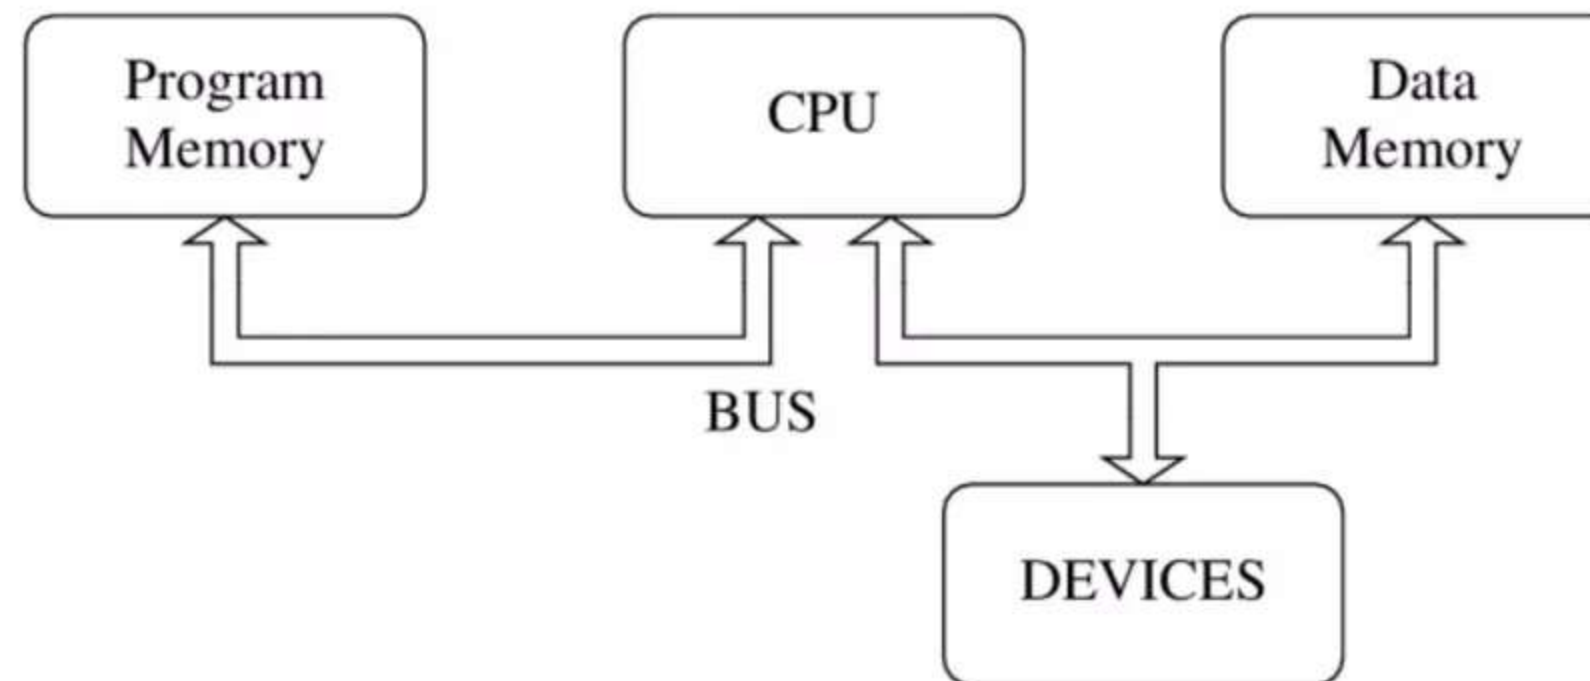 Program
Memory
CPU
Data
Memory
BUS
DEVICES